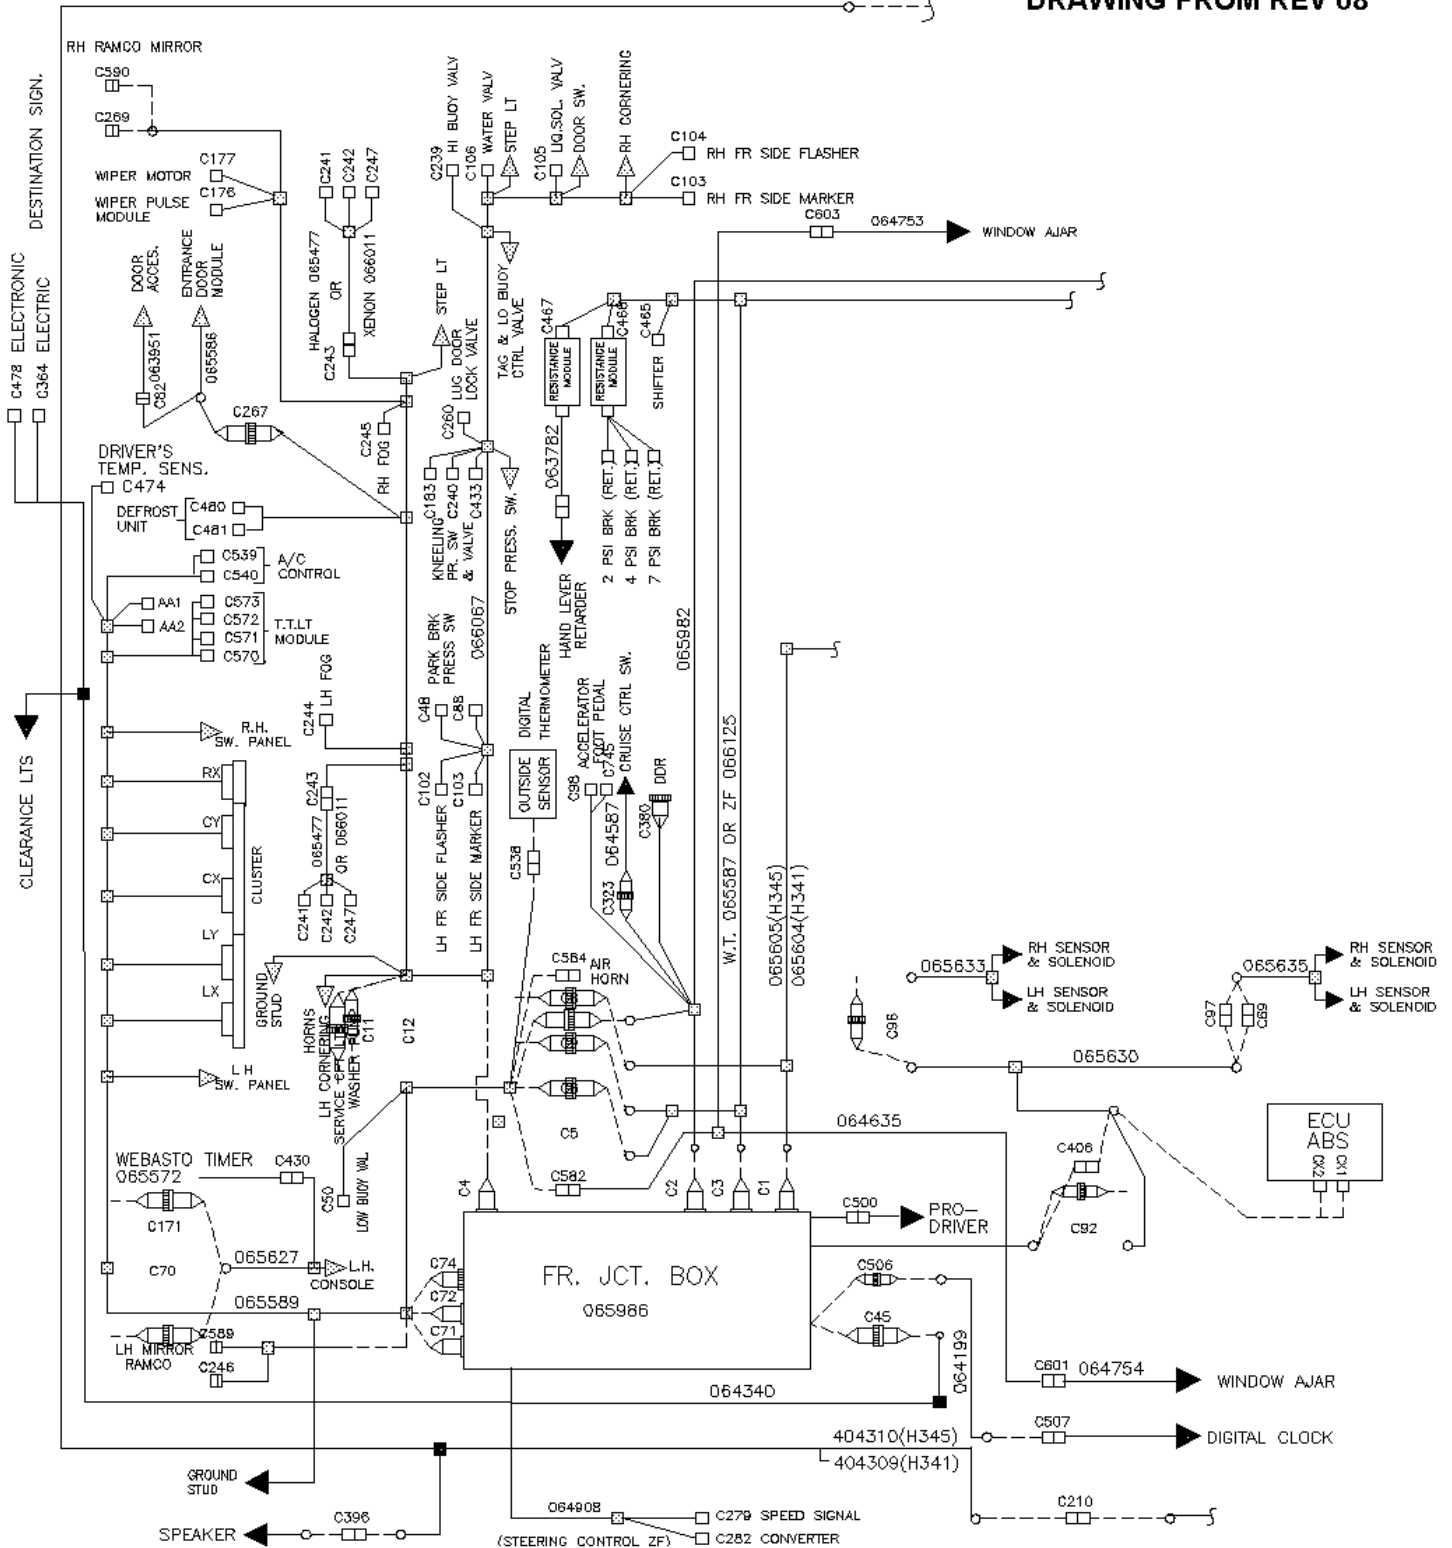 DRAWING FROM REV 08
RH RAMCO MIRROR
C590
C269
C177
WIPER MOTOR
C176
WIPER PULSE
MODULE
DESTINATION SIGN.
C478 ELECTRONIC
C364 ELECTRIC
DOOR
ACCES.
ENTRANCE
DOOR
MODULE
C82
063951
065586
C267
C241
C242
C247
HALOGEN 065477
OR
XENON 066011
C243
STEP LT
C245
RH FOG
C239
HI BUOY VALV
C106
WATER VALV
STEP LT
C105
LIQ.SOL. VALV
DOOR SW.
RH CORNERING
C104
RH FR SIDE FLASHER
C103
RH FR SIDE MARKER
C603
064753
WINDOW AJAR
TAG & LO BUOY
CTRL VALVE
LUG DOOR
LOCK VALVE
C260
C467
C466
C465
RESISTANCE
MODULE
RESISTANCE
MODULE
SHIFTER
063782
HAND LEVER
RETARDER
2 PSI BRK (RET.)
4 PSI BRK (RET.)
7 PSI BRK (RET.)
C183
C240
C433
KNEELING
PR. SW
& VALVE
STOP PRESS. SW.
DRIVER'S
TEMP. SENS.
C474
DEFROST
UNIT
C480
C481
C539
C540
A/C
CONTROL
AA1
AA2
C573
C572
C571
C570
T.T.LT
MODULE
CLEARANCE LTS
R.H.
SW. PANEL
RX
CY
CX
LY
LX
CLUSTER
L H
SW. PANEL
C244
LH FOG
C243
065477
OR 066011
C241
C242
C247
PARK BRK
PRESS SW
066067
C48
C88
C102
C103
LH FR SIDE FLASHER
LH FR SIDE MARKER
DIGITAL
THERMOMETER
OUTSIDE
SENSOR
C538
ACCELERATOR
FOOT PEDAL
C98
C745
CRUISE CTRL SW.
064587
C323
DDR
C380
065982
W.T. 065587 OR ZF 066125
065605(H345)
065604(H341)
GROUND
STUD
HORNS
LH CORNERING
WASHER PUMP
C11
C12
C584
AIR
HORN
C5
C582
C50
LOW BUOY VAL
C4
C2
C3
C1
064635
065633
RH SENSOR
& SOLENOID
LH SENSOR
& SOLENOID
C96
065635
RH SENSOR
& SOLENOID
LH SENSOR
& SOLENOID
C97
C69
065630
ECU
ABS
CX2
CX1
C406
C92
WEBASTO TIMER
065572
C430
C171
C70
065627
L.H.
CONSOLE
065589
LH MIRROR
RAMCO
C589
C246
C74
C72
C71
FR. JCT. BOX
065986
C500
PRO-
DRIVER
C506
C45
064199
064340
C601
064754
WINDOW AJAR
C507
DIGITAL CLOCK
404310(H345)
404309(H341)
GROUND
STUD
SPEAKER
C396
064908
(STEERING CONTROL ZF)
C279 SPEED SIGNAL
C282 CONVERTER
C210